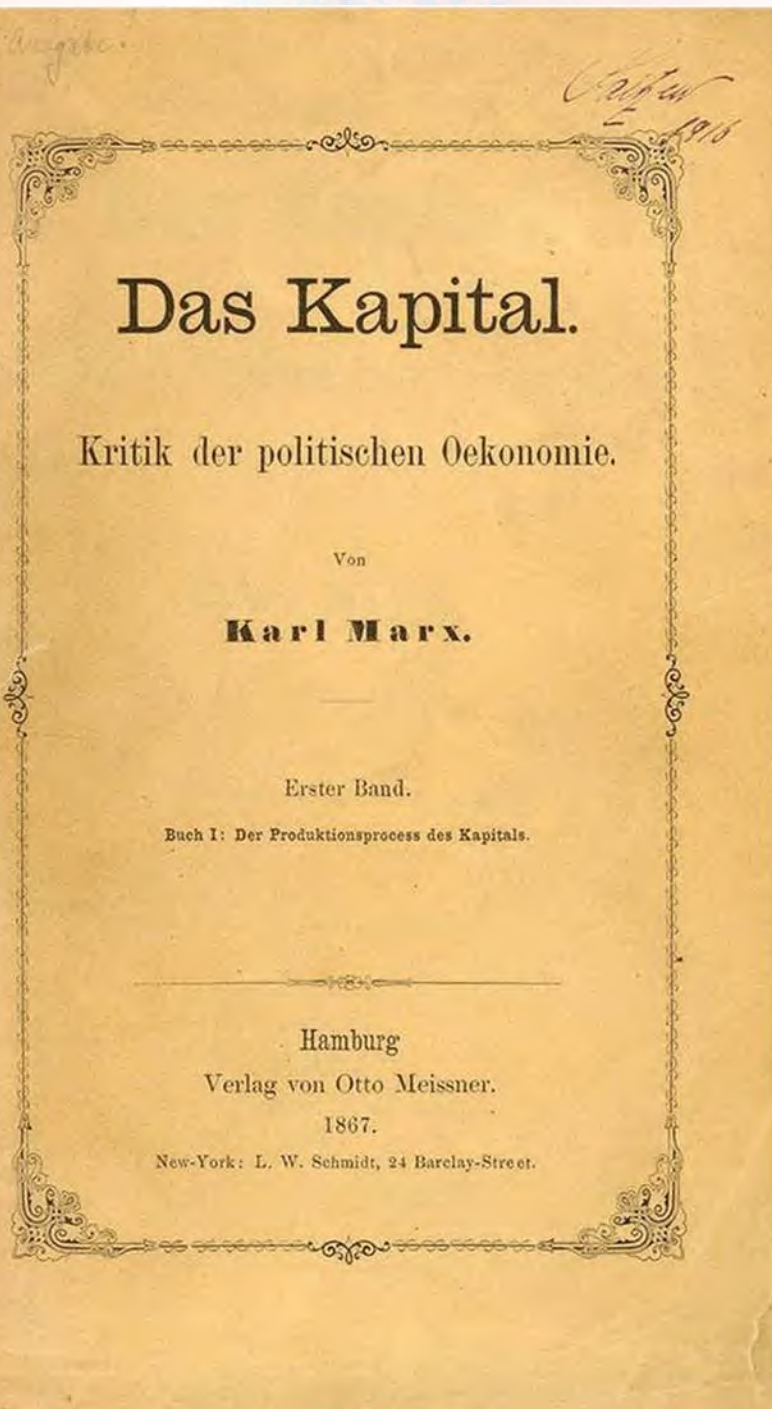 1916
Das Kapital.
Kritik der politischen Oekonomie.
Von
Karl Marx.
Erster Band.
Buch I: Der Produktionsprocess des Kapitals.
Hamburg
Verlag von Otto Meissner.
1867.
New-York: L. W. Schmidt, 24 Barclay-Street.